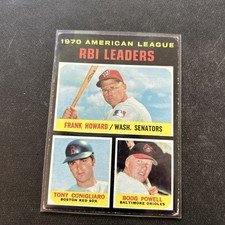 1970 AMERICAN LEAGUE
RBI LEADERS
FRANK HOWARD / WASH. SENATORS
TONY CONIGLIARO
BOSTON RED SOX
BOOG POWELL
BALTIMORE ORIOLES